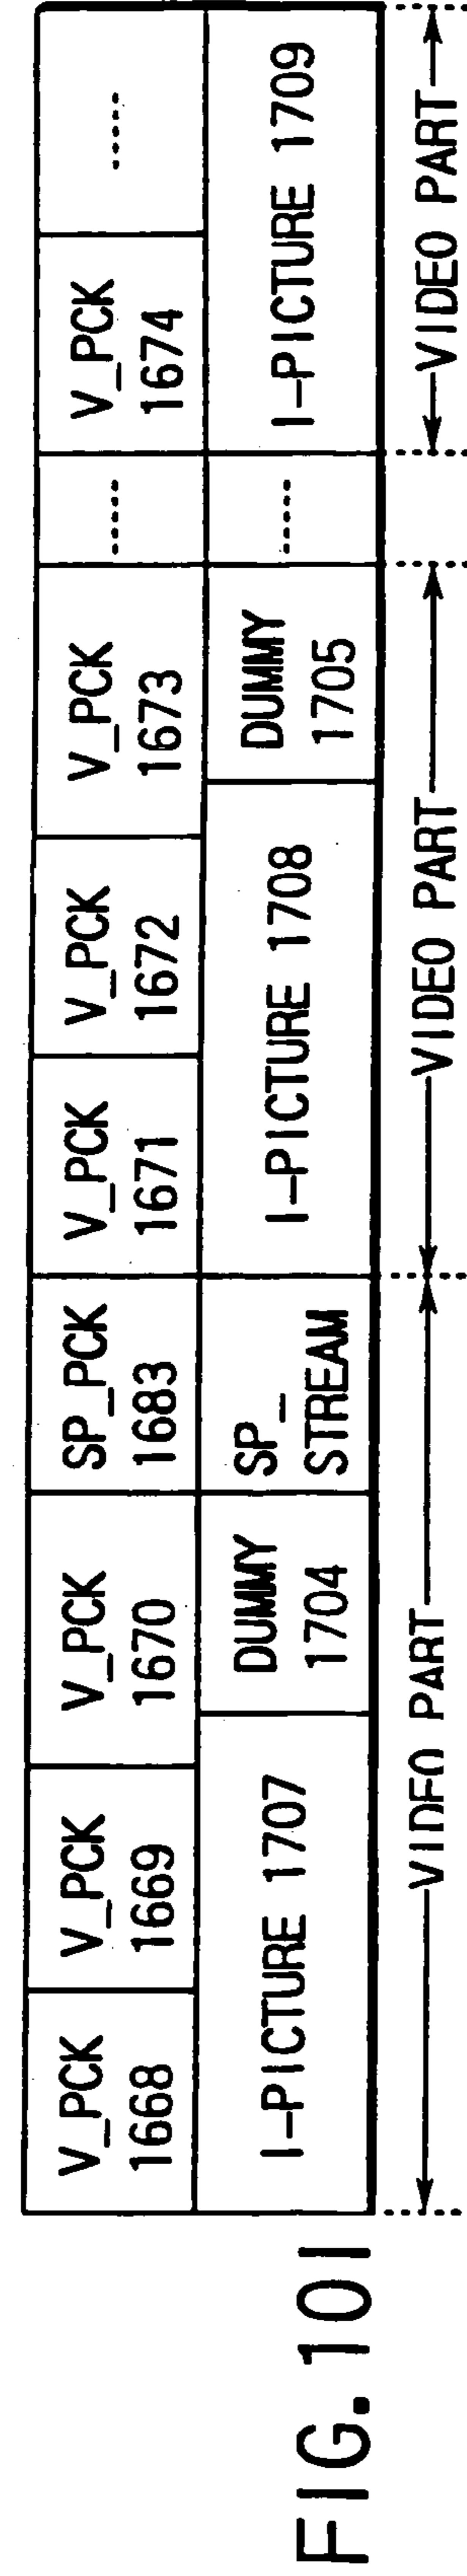 V_PCK
1668
V_PCK
1669
V_PCK
1670
SP_PCK
1683
V_PCK
1671
V_PCK
1672
V_PCK
1673
.....
V_PCK
1674
.....
I-PICTURE 1707
DUMMY
1704
SP_
STREAM
I-PICTURE 1708
DUMMY
1705
.....
I-PICTURE 1709
VIDEO PART
VIDEO PART
VIDEO PART
FIG. 10I